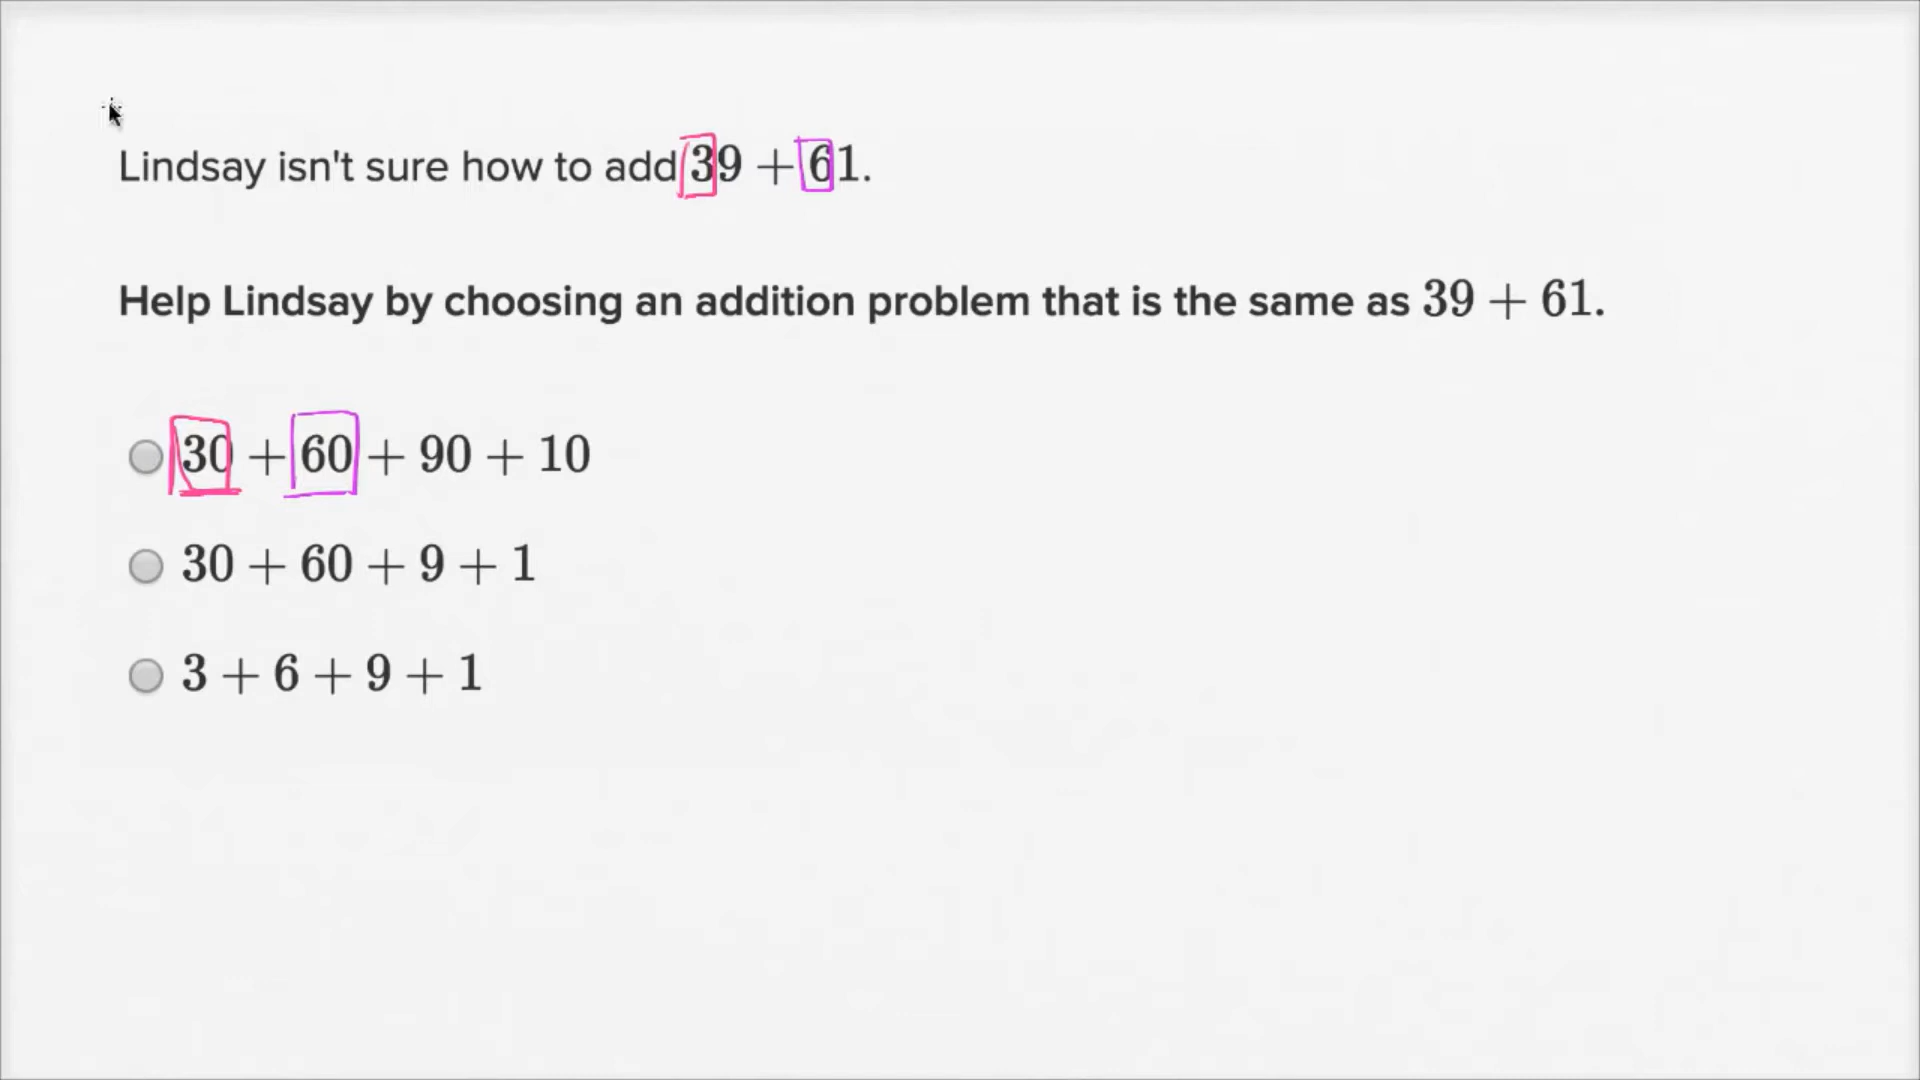 Lindsay isn't sure how to add 39 + 61.
Help Lindsay by choosing an addition problem that is the same as 39 + 61.
30 + 60 + 90 + 10
30 + 60 + 9 + 1
3 + 6 + 9 + 1